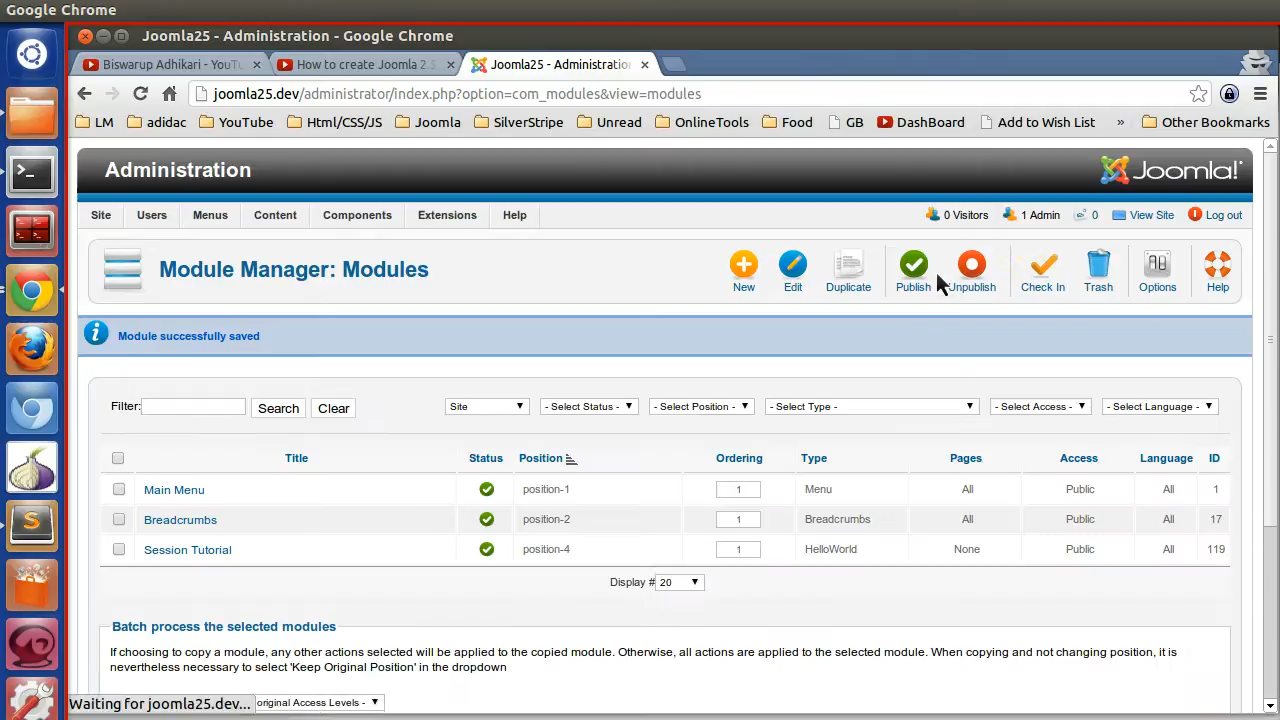 Google Chrome
Joomla25 - Administration - Google Chrome
Biswarup Adhikari - YouTu
How to create Joomla 2.5
Joomla25 - Administration
joomla25.dev/administrator/index.php?option=com_modules&view=modules
LM adidac YouTube Html/CSS/JS Joomla SilverStripe Unread OnlineTools Food GB DashBoard Add to Wish List » Other Bookmarks
Administration Joomla!
Site Users Menus Content Components Extensions Help 0 Visitors 1 Admin 0 View Site Log out
Module Manager: Modules
New Edit Duplicate Publish Unpublish Check In Trash Options Help
Module successfully saved
Filter: Search Clear Site - Select Status - - Select Position - - Select Type - - Select Access - - Select Language -
Title Status Position Ordering Type Pages Access Language ID
Main Menu position-1 1 Menu All Public All 1
Breadcrumbs position-2 1 Breadcrumbs All Public All 17
Session Tutorial position-4 1 HelloWorld None Public All 119
Display # 20
Batch process the selected modules
If choosing to copy a module, any other actions selected will be applied to the copied module. Otherwise, all actions are applied to the selected module. When copying and not changing position, it is
nevertheless necessary to select 'Keep Original Position' in the dropdown
Waiting for joomla25.dev... original Access Levels -